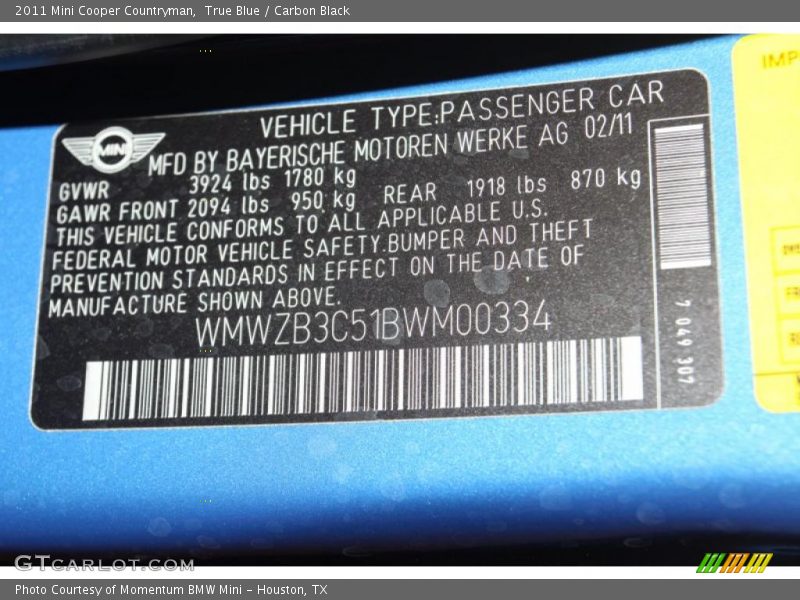 2011 Mini Cooper Countryman, True Blue / Carbon Black
IMP
MINI
VEHICLE TYPE:PASSENGER CAR
MFD BY BAYERISCHE MOTOREN WERKE AG 02/11
GVWR 3924 lbs 1780 kg
GAWR FRONT 2094 lbs 950 kg REAR 1918 lbs 870 kg
THIS VEHICLE CONFORMS TO ALL APPLICABLE U.S.
FEDERAL MOTOR VEHICLE SAFETY.BUMPER AND THEFT
PREVENTION STANDARDS IN EFFECT ON THE DATE OF
MANUFACTURE SHOWN ABOVE.
WMWZB3C51BWM00334
7 049 307
GTCARLOT.COM
Photo Courtesy of Momentum BMW Mini - Houston, TX